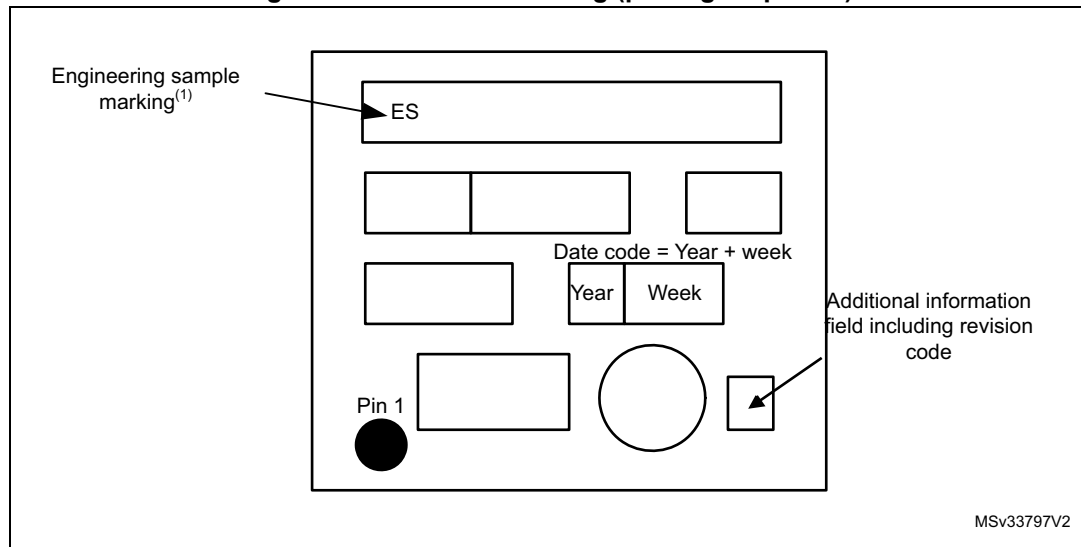 Engineering sample
marking(1)
ES
Date code = Year + week
Year
Week
Additional information
field including revision
code
Pin 1
MSv33797V2